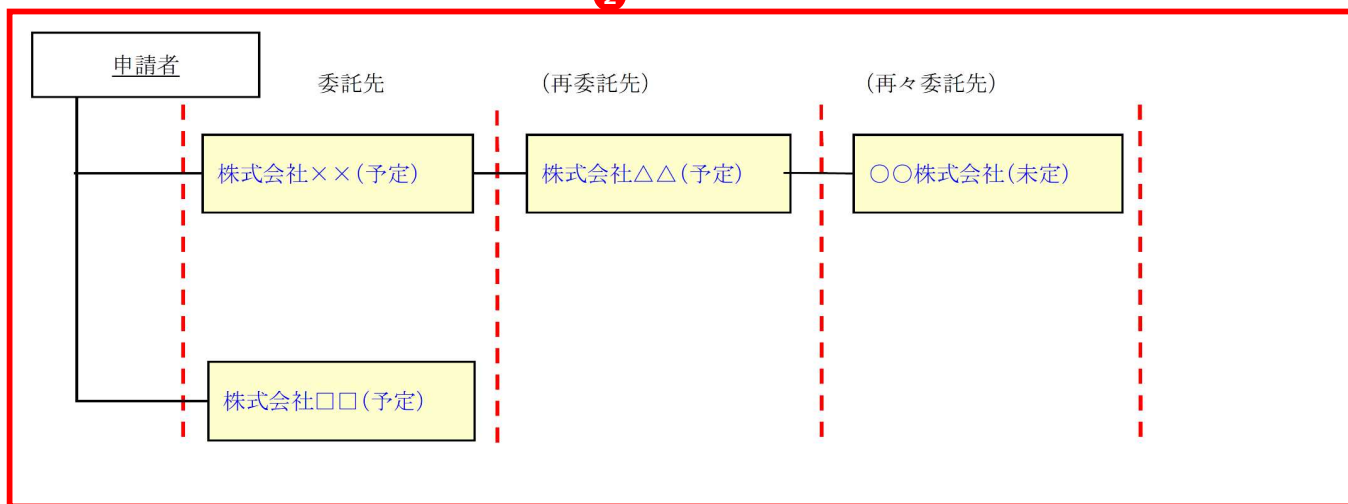 2
申請者
委託先
(再委託先)
(再々委託先)
株式会社××(予定)
株式会社△△(予定)
○○株式会社(未定)
株式会社□□(予定)